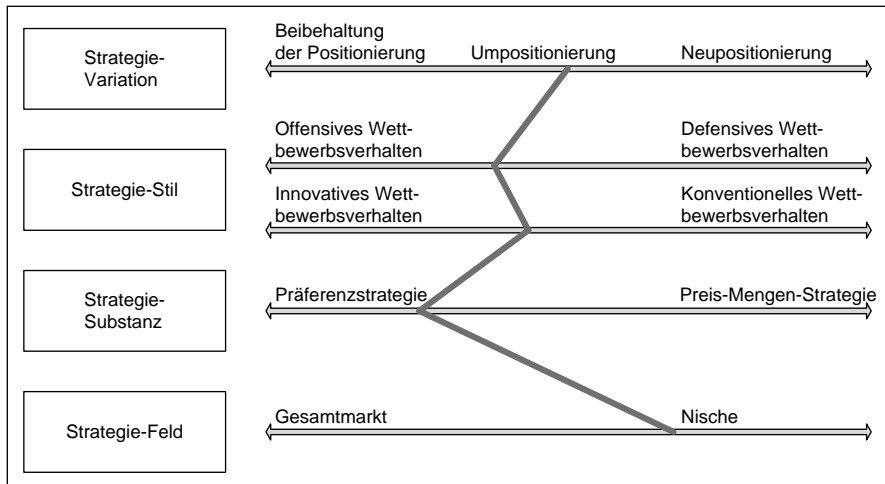 Strategie-
Variation
Beibehaltung
der Positionierung
Umpositionierung
Neupositionierung
Strategie-Stil
Offensives Wett-
bewerbsverhalten
Defensives Wett-
bewerbsverhalten
Innovatives Wett-
bewerbsverhalten
Konventionelles Wett-
bewerbsverhalten
Strategie-
Substanz
Präferenzstrategie
Preis-Mengen-Strategie
Strategie-Feld
Gesamtmarkt
Nische